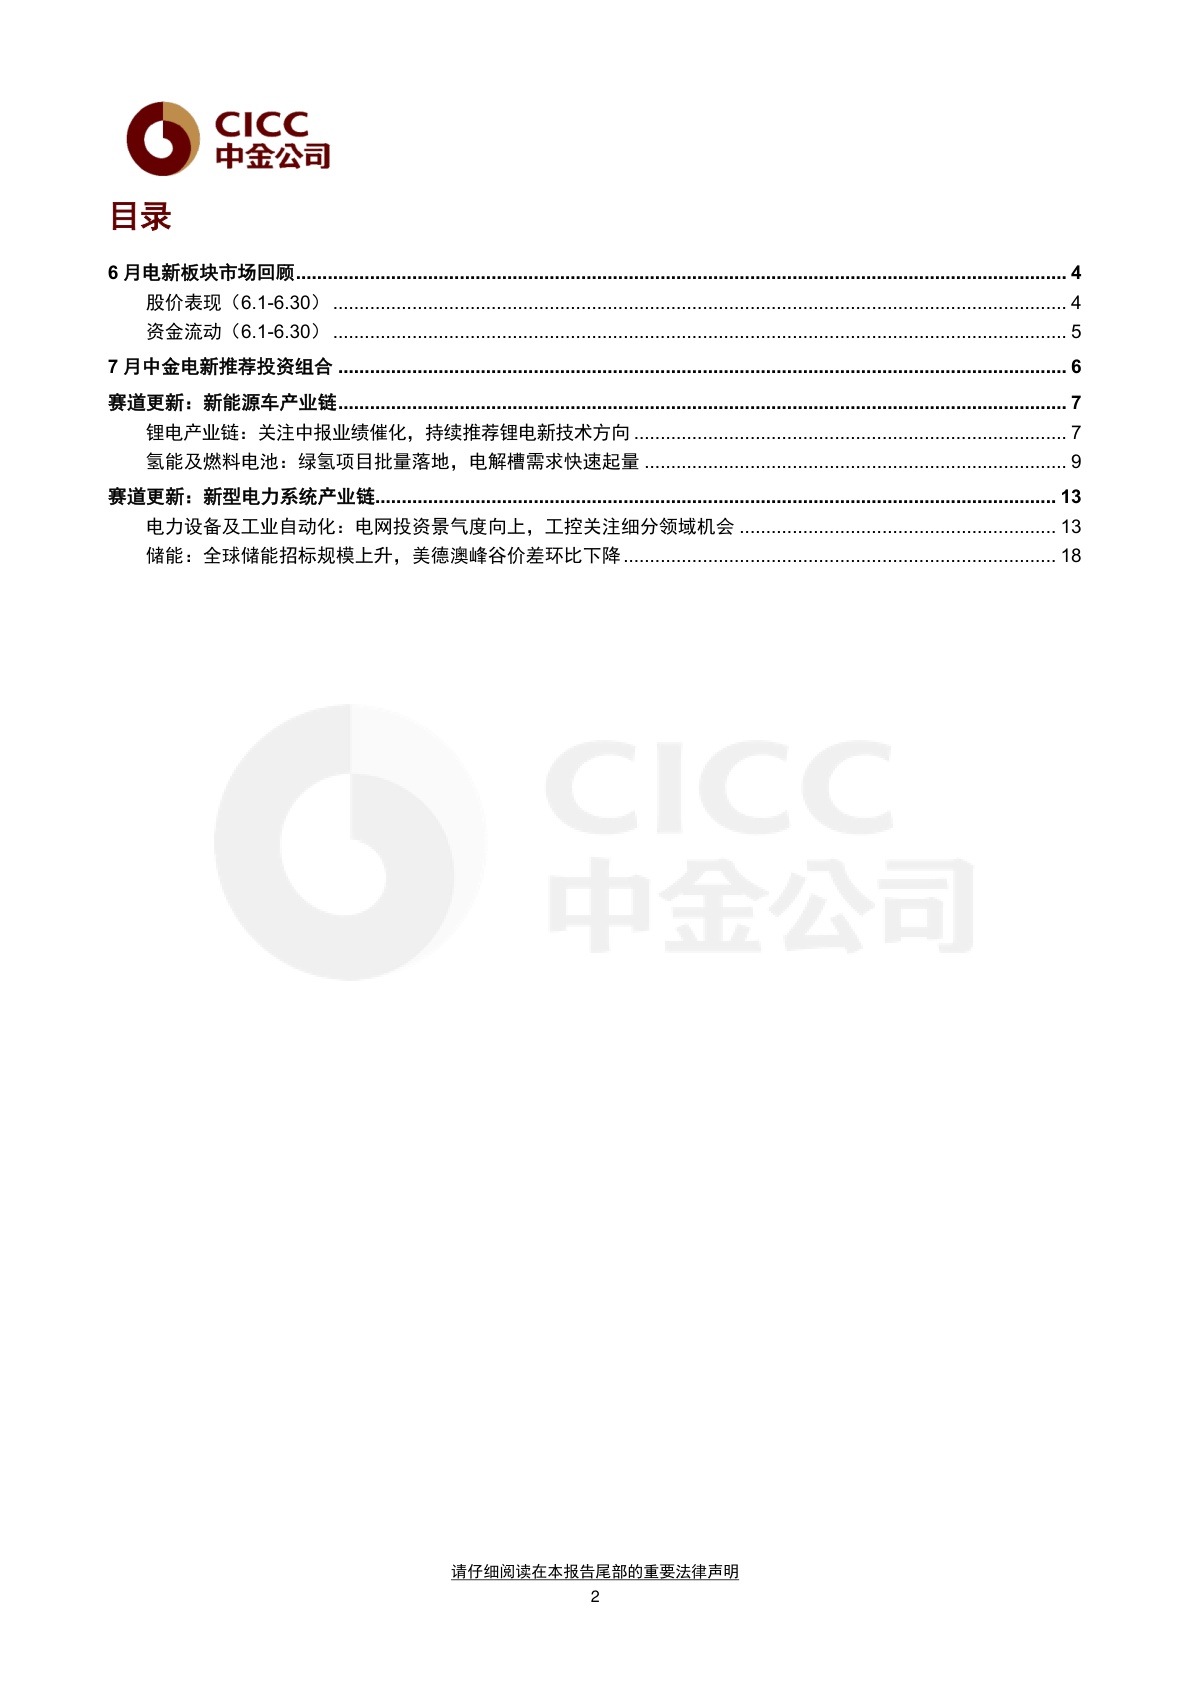 CICC
中金公司
目录
6 月电新板块市场回顾 4
股价表现（6.1-6.30） 4
资金流动（6.1-6.30） 5
7 月中金电新推荐投资组合 6
赛道更新：新能源车产业链 7
锂电产业链：关注中报业绩催化，持续推荐锂电新技术方向 7
氢能及燃料电池：绿氢项目批量落地，电解槽需求快速起量 9
赛道更新：新型电力系统产业链 13
电力设备及工业自动化：电网投资景气度向上，工控关注细分领域机会 13
储能：全球储能招标规模上升，美德澳峰谷价差环比下降 18
CICC
中金公司
请仔细阅读在本报告尾部的重要法律声明
2